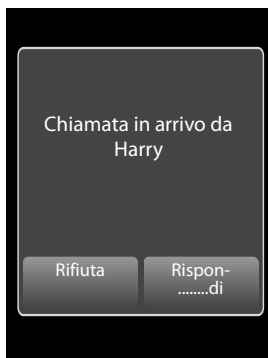 Chiamata in arrivo da
Harry
Rifiuta
Rispon-
........di